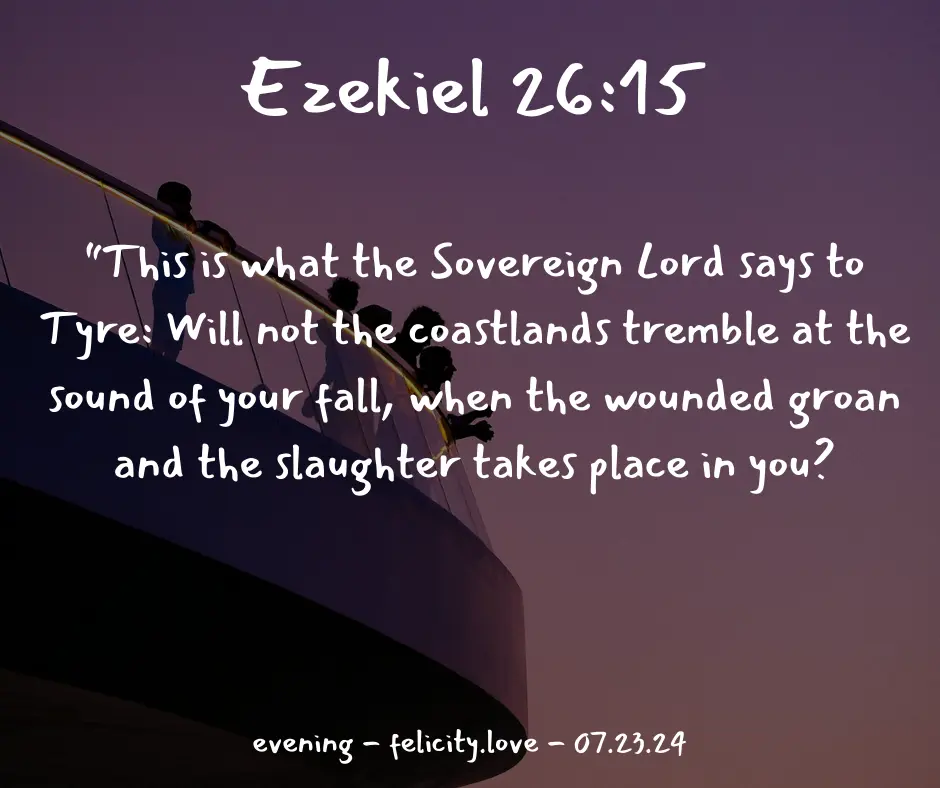 Ezekiel 26:15
"This is what the Sovereign Lord says to
Tyre: Will not the coastlands tremble at the
sound of your fall, when the wounded groan
and the slaughter takes place in you?
evening - felicity.love - 07.23.24